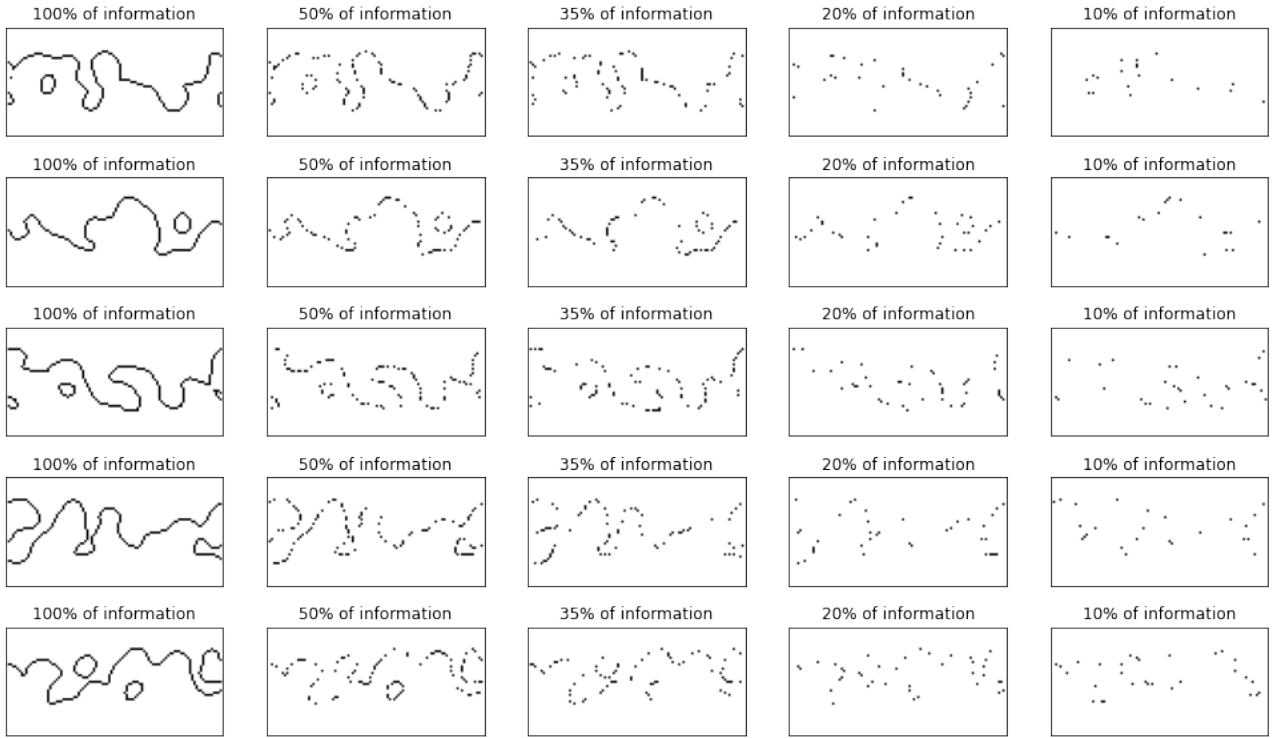 100% of information
50% of information
35% of information
20% of information
10% of information
100% of information
50% of information
35% of information
20% of information
10% of information
100% of information
50% of information
35% of information
20% of information
10% of information
100% of information
50% of information
35% of information
20% of information
10% of information
100% of information
50% of information
35% of information
20% of information
10% of information